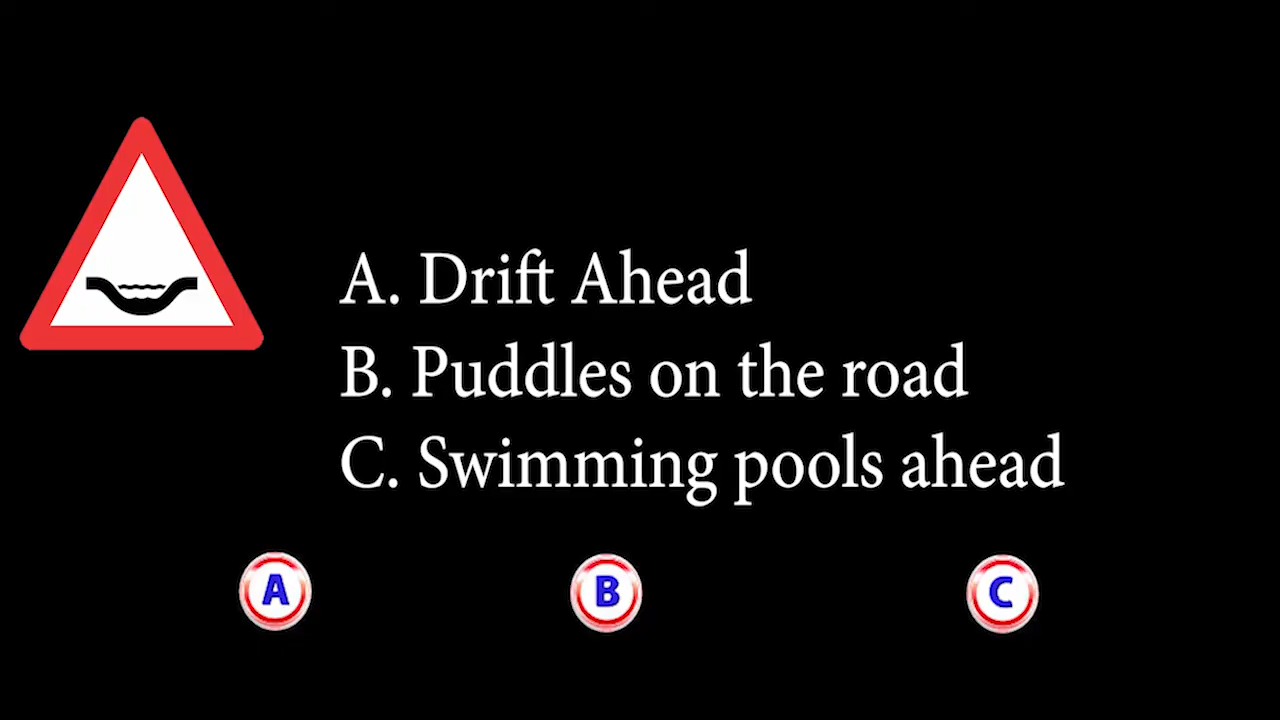 A. Drift Ahead
B. Puddles on the road
C. Swimming pools ahead
A B C